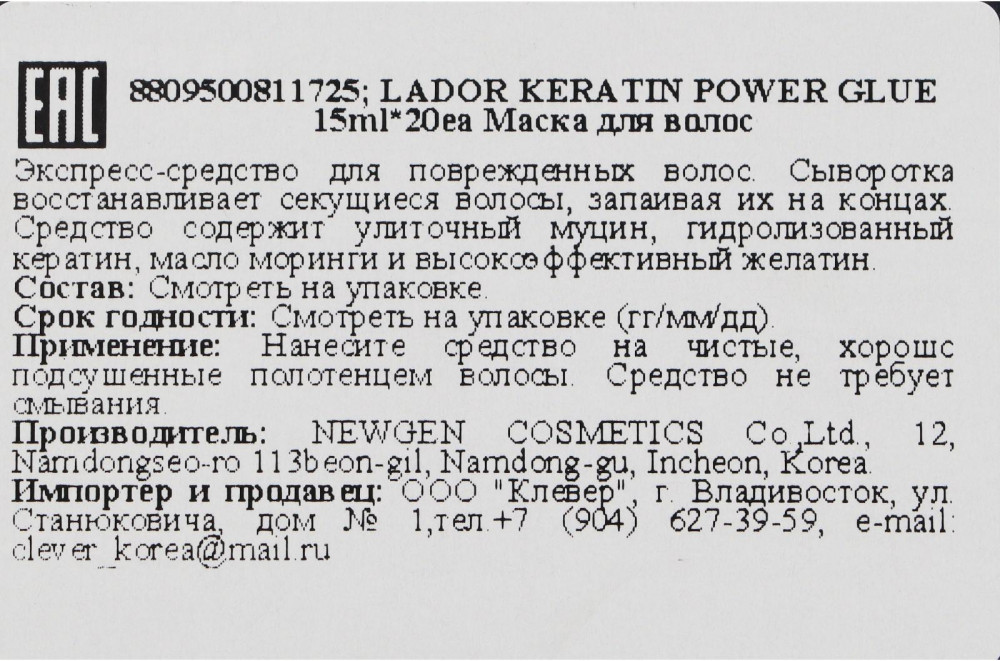 EAC 8809500811725; LADOR KERATIN POWER GLUE
15ml*20ea Маска для волос
Экспресс-средство для поврежденных волос. Сыворотка
восстанавливает секущиеся волосы, запаивая их на концах.
Средство содержит улиточный муцин, гидролизованный
кератин, масло моринги и высокоэффективный желатин.
Состав: Смотреть на упаковке.
Срок годности: Смотреть на упаковке (гг/мм/дд).
Применение: Нанесите средство на чистые, хорошо
подсушенные полотенцем волосы. Средство не требует
смывания.
Производитель: NEWGEN COSMETICS Co,Ltd., 12,
Namdongseo-ro 113beon-gil, Namdong-gu, Incheon, Korea.
Импортер и продавец: ООО "Клевер", г. Владивосток, ул.
Станюковича, дом № 1,тел.+7 (904) 627-39-59, e-mail:
clever_korea@mail.ru